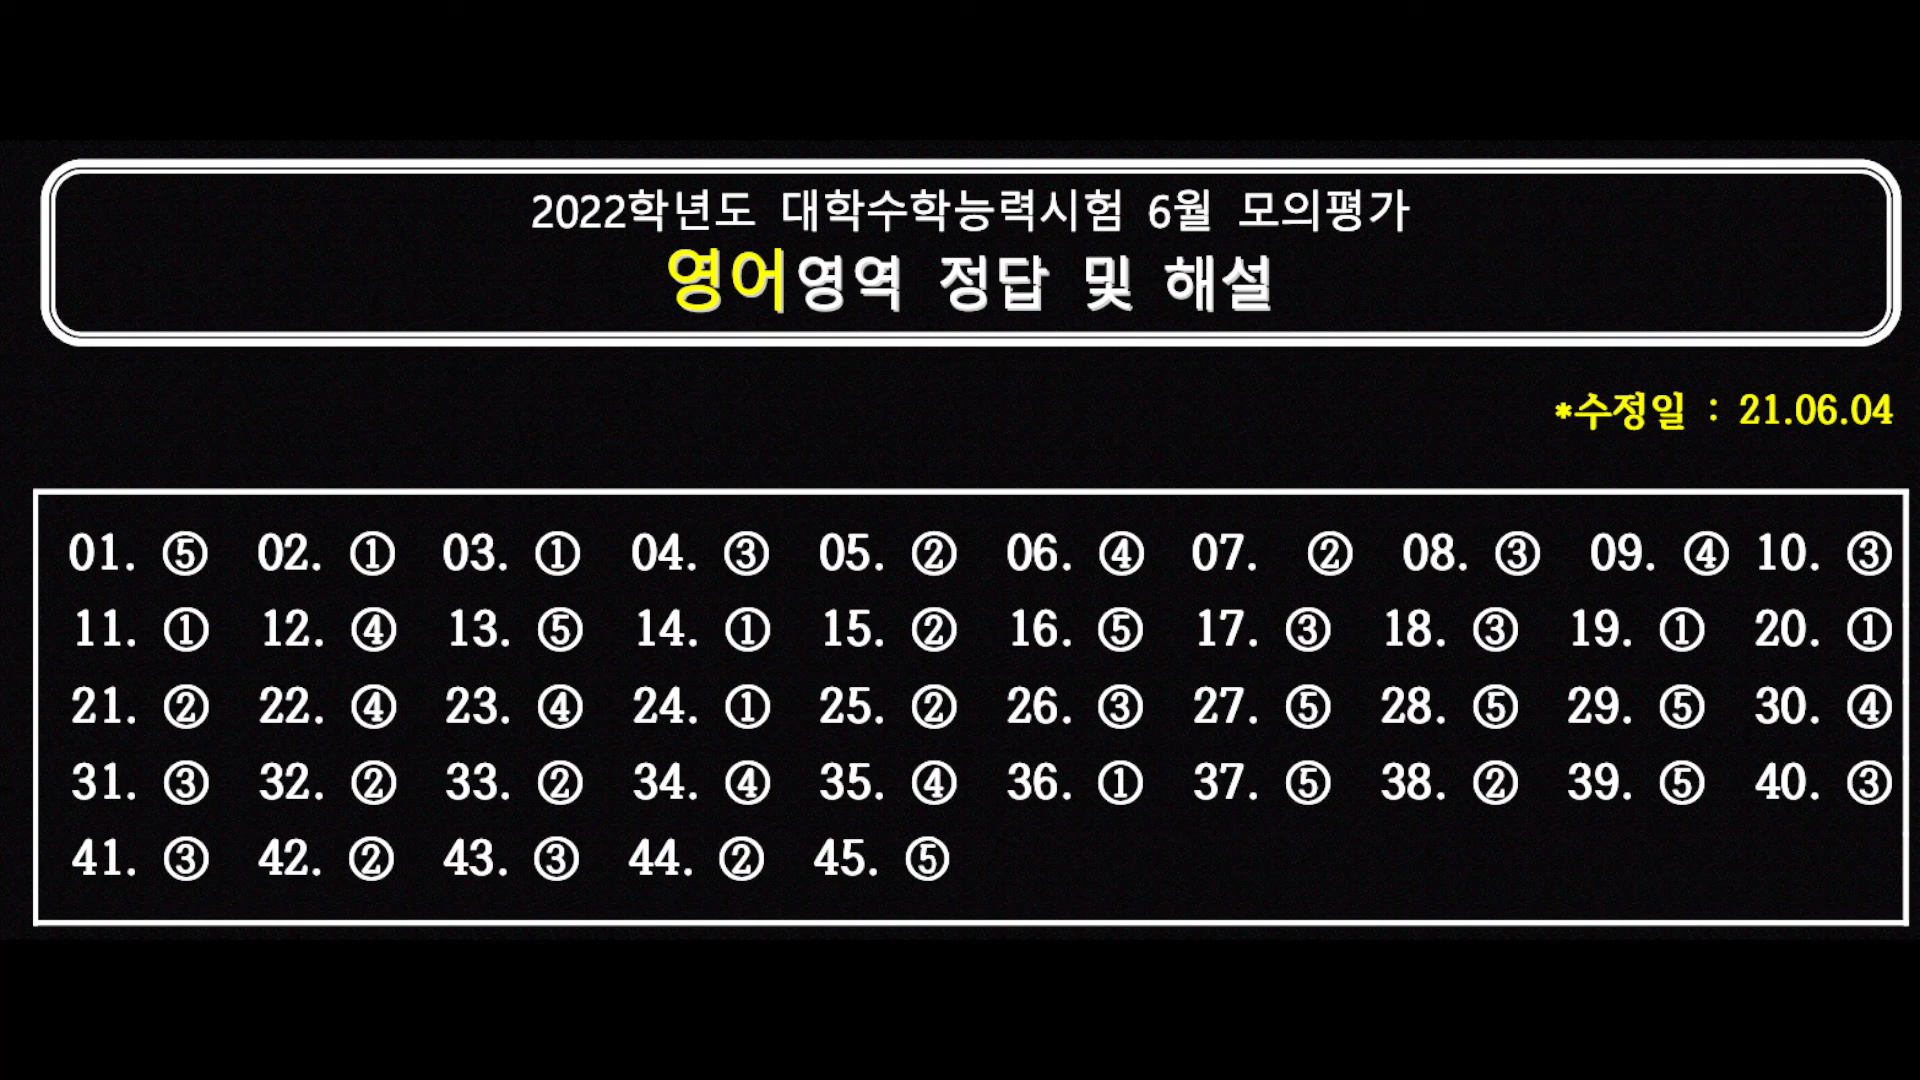 2022학년도 대학수학능력시험 6월 모의평가
영어영역 정답 및 해설
*수정일 : 21.06.04
01. ⑤ 02. ① 03. ① 04. ③ 05. ② 06. ④ 07. ② 08. ③ 09. ④ 10. ③
11. ① 12. ④ 13. ⑤ 14. ① 15. ② 16. ⑤ 17. ③ 18. ③ 19. ① 20. ①
21. ② 22. ④ 23. ④ 24. ① 25. ② 26. ③ 27. ⑤ 28. ⑤ 29. ⑤ 30. ④
31. ③ 32. ② 33. ② 34. ④ 35. ④ 36. ① 37. ⑤ 38. ② 39. ⑤ 40. ③
41. ③ 42. ② 43. ③ 44. ② 45. ⑤